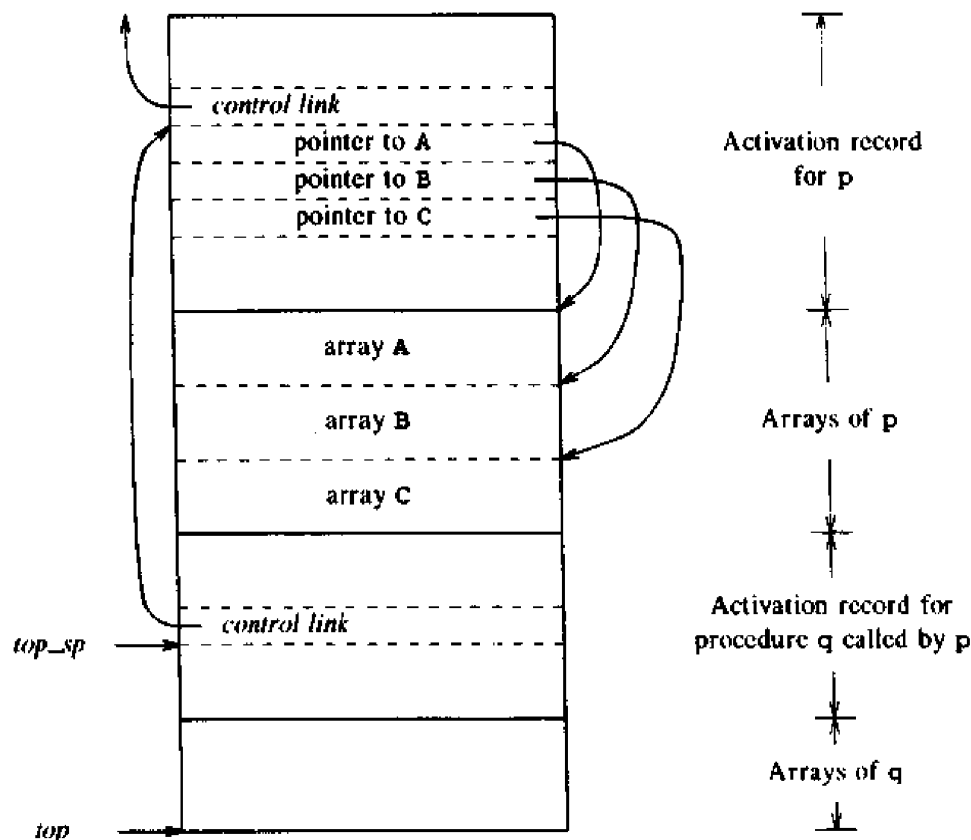 control link
pointer to A
pointer to B
pointer to C
Activation record
for p
array A
array B
array C
Arrays of p
control link
top_sp
Activation record for
procedure q called by p
Arrays of q
top